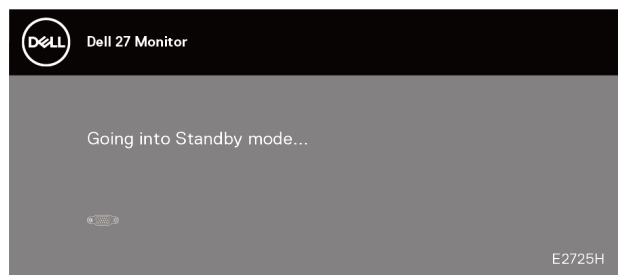 DELL
Dell 27 Monitor
Going into Standby mode...
E2725H